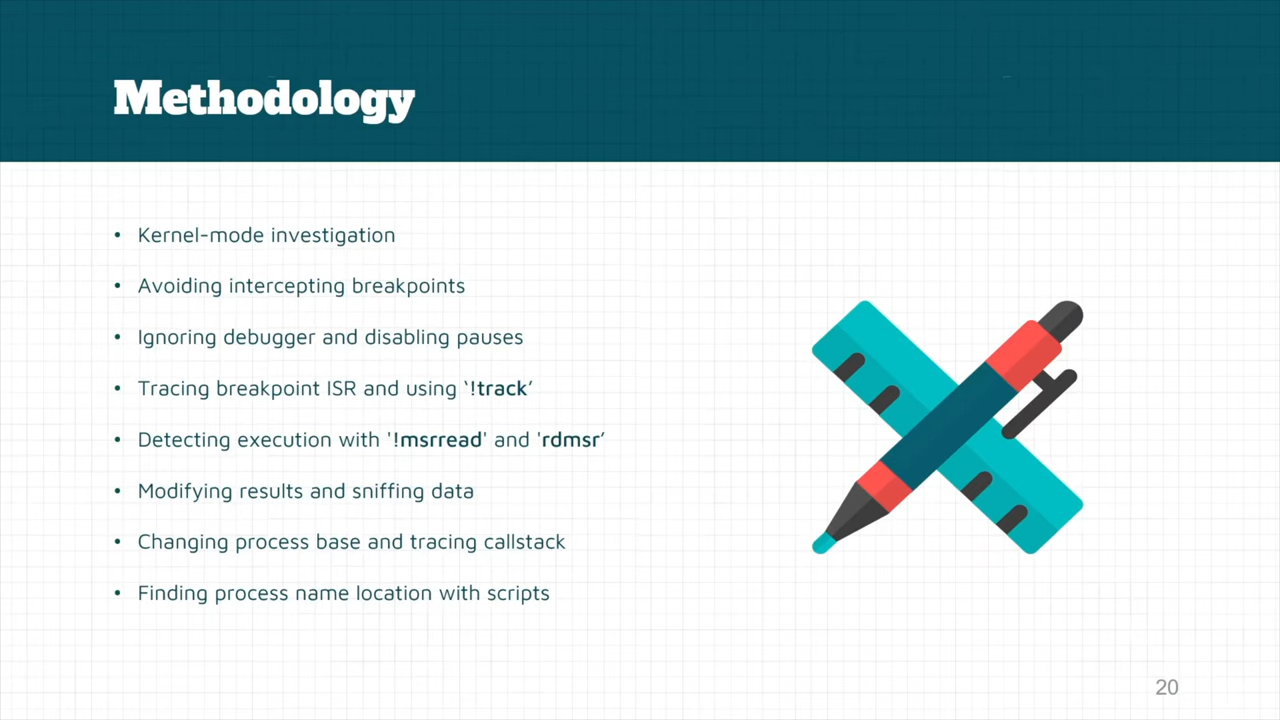 Methodology
• Kernel-mode investigation
• Avoiding intercepting breakpoints
• Ignoring debugger and disabling pauses
• Tracing breakpoint ISR and using ‘!track’
• Detecting execution with '!msrread' and 'rdmsr’
• Modifying results and sniffing data
• Changing process base and tracing callstack
• Finding process name location with scripts
20